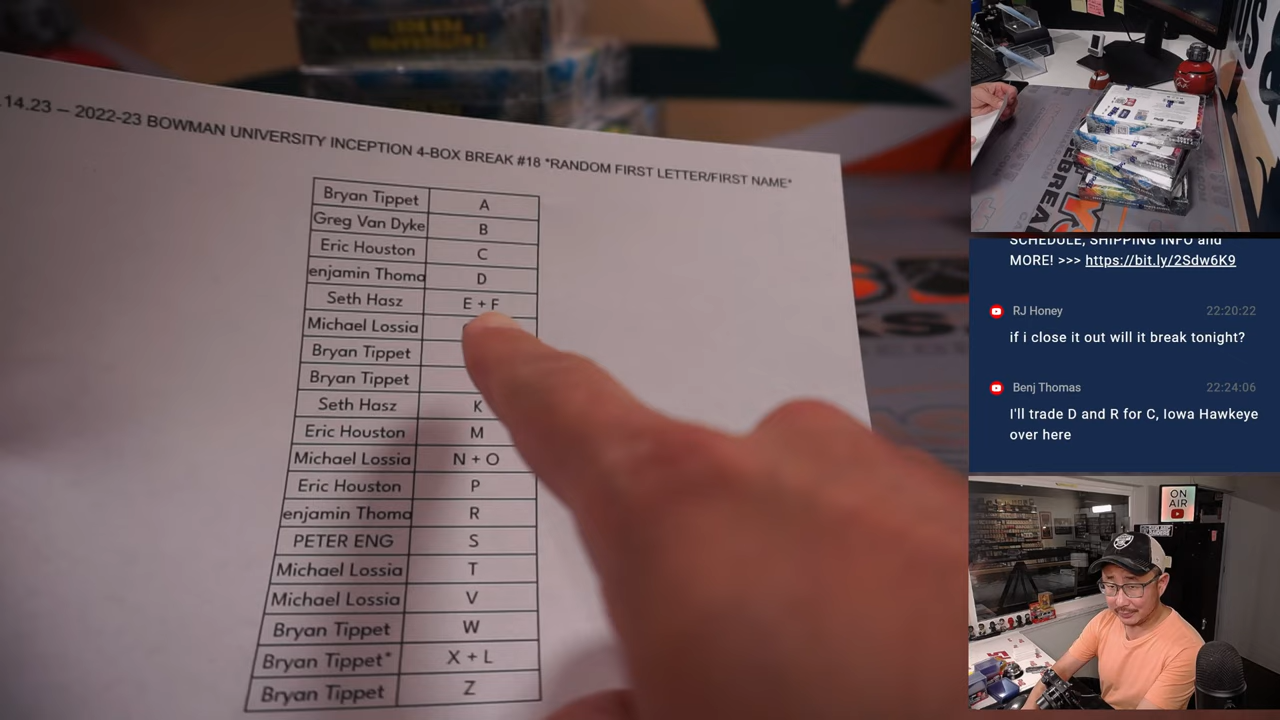 .14.23 – 2022-23 BOWMAN UNIVERSITY INCEPTION 4-BOX BREAK #18 *RANDOM FIRST LETTER/FIRST NAME*
Bryan Tippet A
Greg Van Dyke B
Eric Houston C
enjamin Thoma D
Seth Hasz E + F
Michael Lossia
Bryan Tippet
Bryan Tippet
Seth Hasz K
Eric Houston M
Michael Lossia N + O
Eric Houston P
enjamin Thoma R
PETER ENG S
Michael Lossia T
Michael Lossia V
Bryan Tippet W
Bryan Tippet* X + L
Bryan Tippet Z
SCHEDULE, SHIPPING INFO and
MORE! >>> https://bit.ly/2Sdw6K9
RJ Honey 22:20:22
if i close it out will it break tonight?
Benj Thomas 22:24:06
I'll trade D and R for C, Iowa Hawkeye
over here
ON
AIR